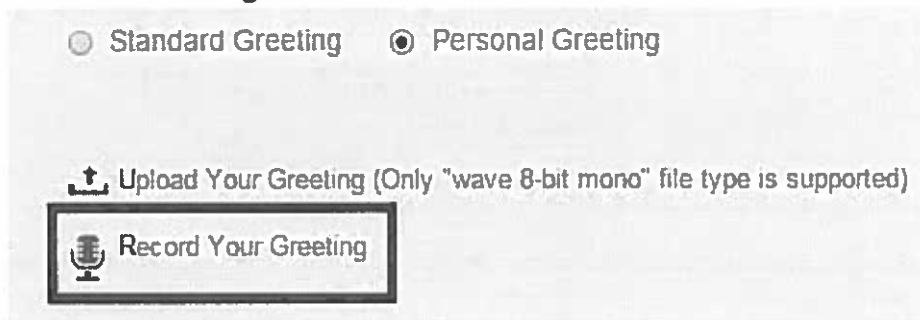 Standard Greeting Personal Greeting
Upload Your Greeting (Only "wave 8-bit mono" file type is supported)
Record Your Greeting